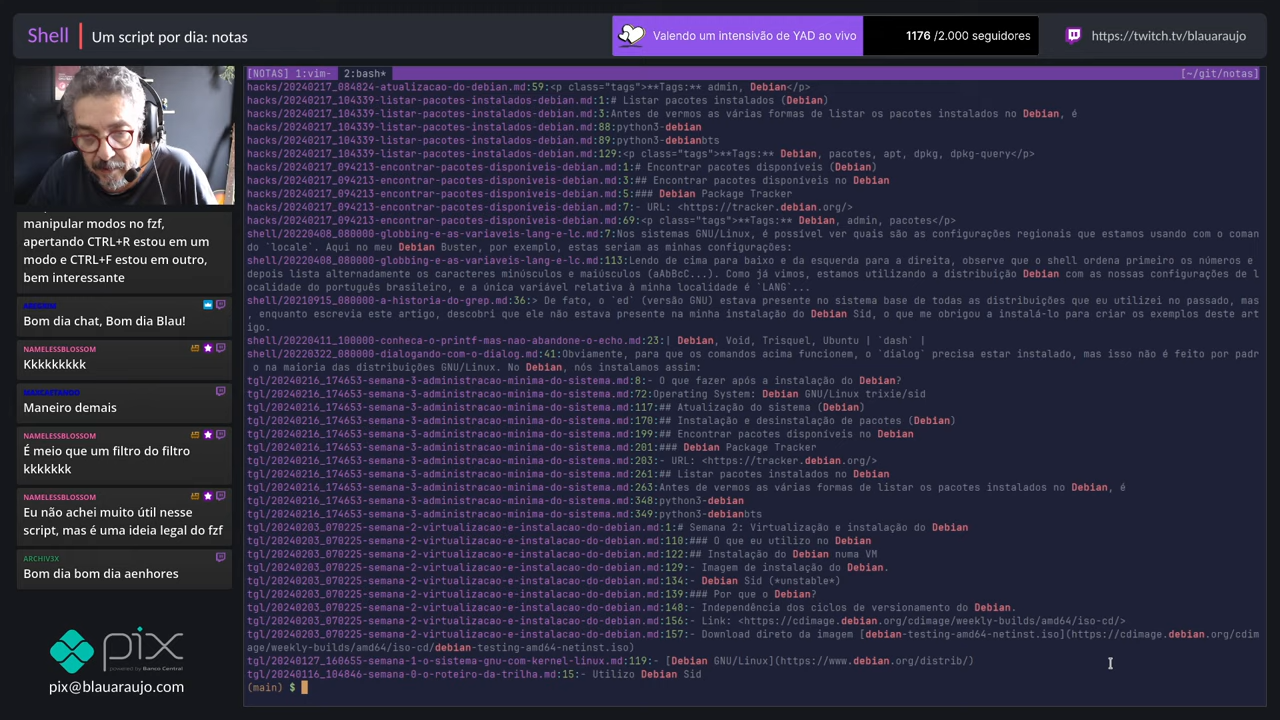 Shell
Um script por dia: notas
Valendo um intensivo de YAD ao vivo
1176 /2.000 seguidores
https://twitch.tv/blauaraujo
manipular modos no fzf,
apertando CTRL+R estou em um
modo e CTRL+F estou em outro,
bem interessante
Bom dia chat, Bom dia Blau!
NAMELESSBLOSSOM
Kkkkkkkkk
Maneiro demais
NAMELESSBLOSSOM
É meio que um filtro do filtro
kkkkkkk
NAMELESSBLOSSOM
Eu não achei muito útil nesse
script, mas é uma ideia legal do fzf
ARCHIV3X
Bom dia bom dia aenhores
pix
powered by Banco Central
pix@blauaraujo.com
[NOTAS] 1:vim- 2:bash* [~/git/notas]
hacks/20240217_084824-atualizacao-do-debian.md:59:<p class="tags">**Tags:** admin, Debian</p>
hacks/20240217_104339-listar-pacotes-instalados-debian.md:1:# Listar pacotes instalados (Debian)
hacks/20240217_104339-listar-pacotes-instalados-debian.md:3:Antes de vermos as várias formas de listar os pacotes instalados no Debian, é
hacks/20240217_104339-listar-pacotes-instalados-debian.md:88:python3-debian
hacks/20240217_104339-listar-pacotes-instalados-debian.md:89:python3-debianbts
hacks/20240217_104339-listar-pacotes-instalados-debian.md:129:<p class="tags">**Tags:** Debian, pacotes, apt, dpkg, dpkg-query</p>
hacks/20240217_094213-encontrar-pacotes-disponiveis-debian.md:1:# Encontrar pacotes disponíveis (Debian)
hacks/20240217_094213-encontrar-pacotes-disponiveis-debian.md:3:## Encontrar pacotes disponíveis no Debian
hacks/20240217_094213-encontrar-pacotes-disponiveis-debian.md:5:### Debian Package Tracker
hacks/20240217_094213-encontrar-pacotes-disponiveis-debian.md:7:- URL: <https://tracker.debian.org/>
hacks/20240217_094213-encontrar-pacotes-disponiveis-debian.md:69:<p class="tags">**Tags:** Debian, admin, pacotes</p>
shell/20220408_080000-globbing-e-as-variaveis-lang-e-lc.md:7:Nos sistemas GNU/Linux, é possível ver quais são as configurações regionais que estamos usando com o coman
do `locale`. Aqui no meu Debian Buster, por exemplo, estas seriam as minhas configurações:
shell/20220408_080000-globbing-e-as-variaveis-lang-e-lc.md:113:Lendo de cima para baixo e da esquerda para a direita, observe que o shell ordena primeiro os números e
depois lista alternadamente os caracteres minúsculos e maiúsculos (aAbBcC...). Como já vimos, estamos utilizando a distribuição Debian com as nossas configurações de l
ocalidade do português brasileiro, e a única variável relativa à minha localidade é `LANG`...
shell/20210915_080000-a-historia-do-grep.md:36:> De fato, o `ed` (versão GNU) estava presente no sistema base de todas as distribuições que eu utilizei no passado, mas
, enquanto escrevia este artigo, descobri que ele não estava presente na minha instalação do Debian Sid, o que me obrigou a instalá-lo para criar os exemplos deste art
igo.
shell/20220411_100000-conheca-o-printf-mas-nao-abandone-o-echo.md:23:| Debian, Void, Trisquel, Ubuntu | `dash` |
shell/20220322_080000-dialogando-com-o-dialog.md:41:Obviamente, para que os comandos acima funcionem, o `dialog` precisa estar instalado, mas isso não é feito por padr
o na maioria das distribuições GNU/Linux. No Debian, nós instalamos assim:
tgl/20240216_174653-semana-3-administracao-minima-do-sistema.md:8:- O que fazer após a instalação do Debian?
tgl/20240216_174653-semana-3-administracao-minima-do-sistema.md:72:Operating System: Debian GNU/Linux trixie/sid
tgl/20240216_174653-semana-3-administracao-minima-do-sistema.md:117:## Atualização do sistema (Debian)
tgl/20240216_174653-semana-3-administracao-minima-do-sistema.md:170:## Instalação e desinstalação de pacotes (Debian)
tgl/20240216_174653-semana-3-administracao-minima-do-sistema.md:199:## Encontrar pacotes disponíveis no Debian
tgl/20240216_174653-semana-3-administracao-minima-do-sistema.md:201:### Debian Package Tracker
tgl/20240216_174653-semana-3-administracao-minima-do-sistema.md:203:- URL: <https://tracker.debian.org/>
tgl/20240216_174653-semana-3-administracao-minima-do-sistema.md:261:## Listar pacotes instalados no Debian
tgl/20240216_174653-semana-3-administracao-minima-do-sistema.md:263:Antes de vermos as várias formas de listar os pacotes instalados no Debian, é
tgl/20240216_174653-semana-3-administracao-minima-do-sistema.md:348:python3-debian
tgl/20240216_174653-semana-3-administracao-minima-do-sistema.md:349:python3-debianbts
tgl/20240203_070225-semana-2-virtualizacao-e-instalacao-do-debian.md:1:# Semana 2: Virtualização e instalação do Debian
tgl/20240203_070225-semana-2-virtualizacao-e-instalacao-do-debian.md:110:### O que eu utilizo no Debian
tgl/20240203_070225-semana-2-virtualizacao-e-instalacao-do-debian.md:122:## Instalação do Debian numa VM
tgl/20240203_070225-semana-2-virtualizacao-e-instalacao-do-debian.md:129:- Imagem de instalação do Debian.
tgl/20240203_070225-semana-2-virtualizacao-e-instalacao-do-debian.md:134:- Debian Sid (*unstable*)
tgl/20240203_070225-semana-2-virtualizacao-e-instalacao-do-debian.md:139:### Por que o Debian?
tgl/20240203_070225-semana-2-virtualizacao-e-instalacao-do-debian.md:148:- Independência dos ciclos de versionamento do Debian.
tgl/20240203_070225-semana-2-virtualizacao-e-instalacao-do-debian.md:156:- Link: <https://cdimage.debian.org/cdimage/weekly-builds/amd64/iso-cd/>
tgl/20240203_070225-semana-2-virtualizacao-e-instalacao-do-debian.md:157:- Download direto da imagem [debian-testing-amd64-netinst.iso](https://cdimage.debian.org/cdim
age/weekly-builds/amd64/iso-cd/debian-testing-amd64-netinst.iso)
tgl/20240127_160655-semana-1-o-sistema-gnu-com-kernel-linux.md:119:- [Debian GNU/Linux](https://www.debian.org/distrib/)
tgl/20240116_104846-semana-0-o-roteiro-da-trilha.md:15:- Utilizo Debian Sid
(main) $